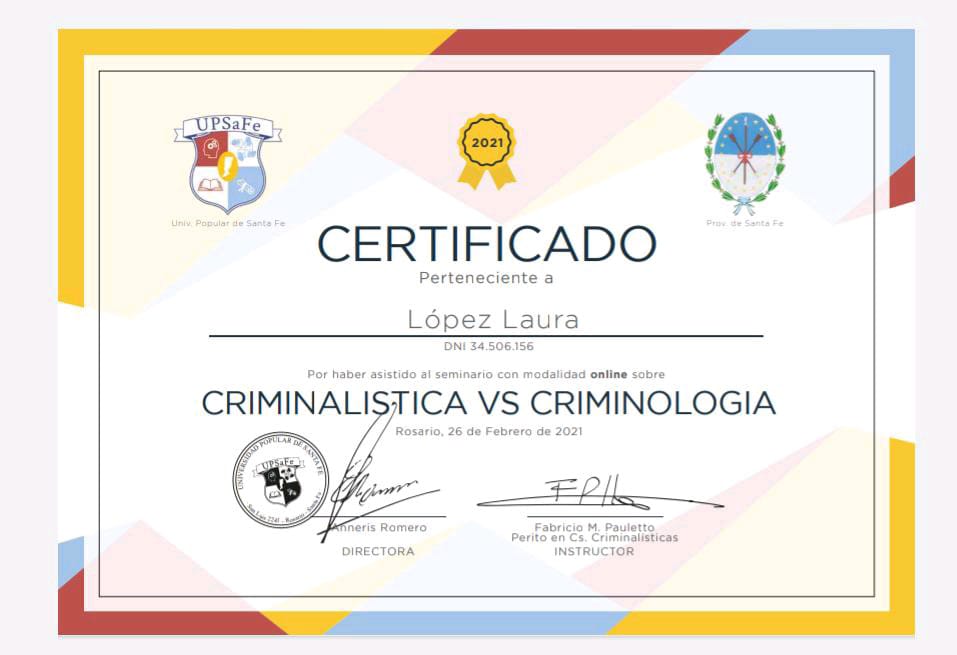 UPSaFe
2021
Univ. Popular de Santa Fe
Prov. de Santa Fe
CERTIFICADO
Perteneciente a
López Laura
DNI 34.506.156
Por haber asistido al seminario con modalidad online sobre
CRIMINALISTICA VS CRIMINOLOGIA
Rosario, 26 de Febrero de 2021
UNIVERSIDAD POPULAR DE SANTA FE
UPSaFe
San Luis 2241 - Rosario - Santa Fe
Anneris Romero
DIRECTORA
Fabricio M. Pauletto
Perito en Cs. Criminalísticas
INSTRUCTOR